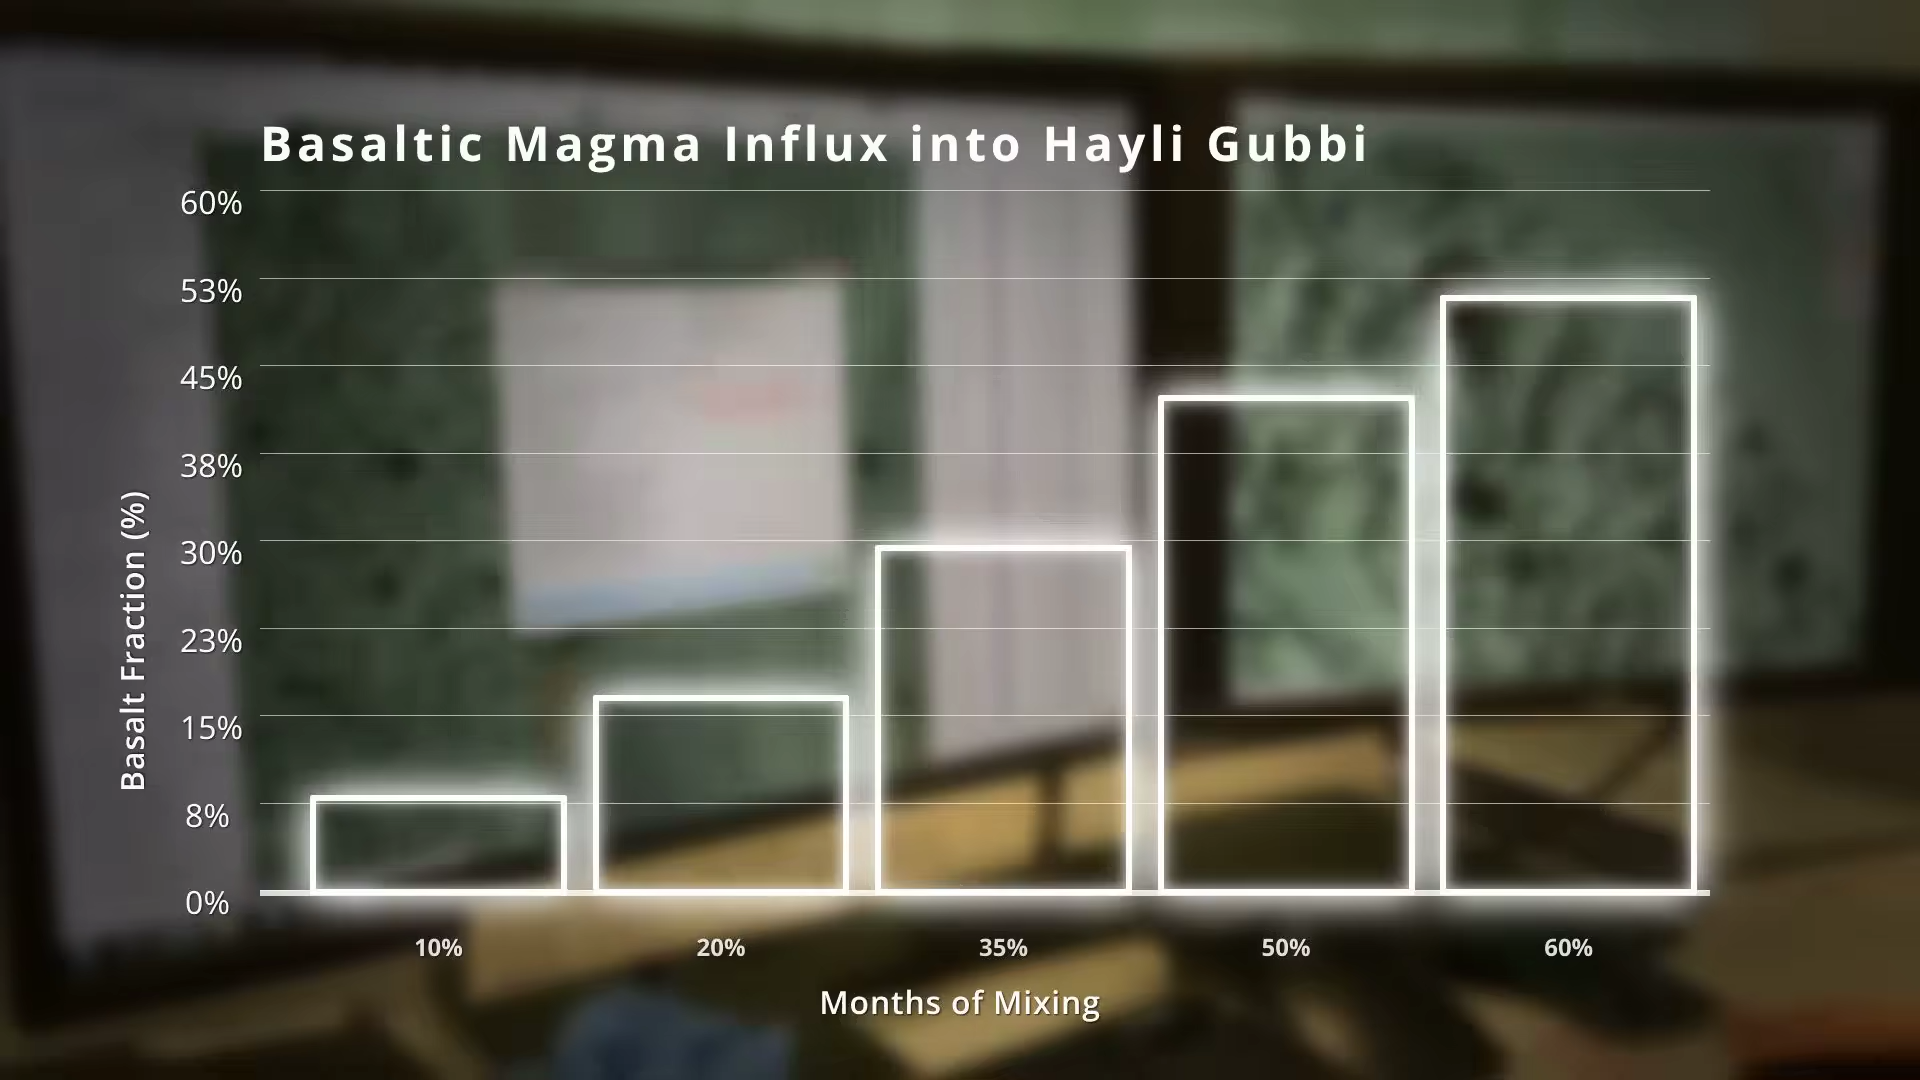 Basaltic Magma Influx into Hayli Gubbi
60%
53%
45%
38%
30%
23%
15%
8%
0%
Basalt Fraction (%)
10% 20% 35% 50% 60%
Months of Mixing